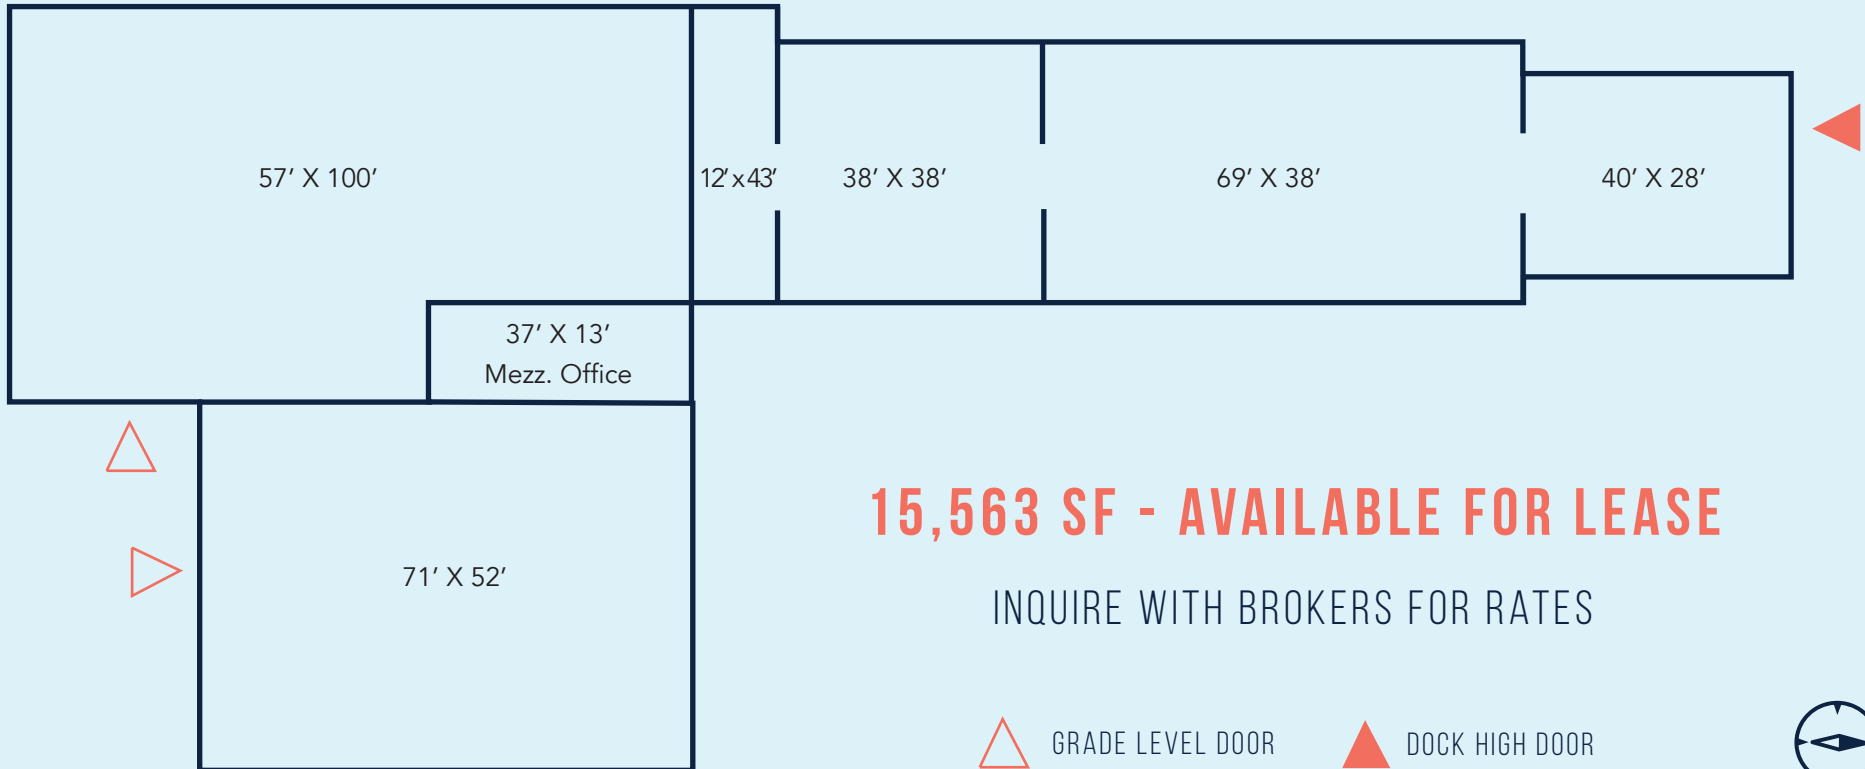 57’ X 100’
12’x43’
38’ X 38’
69’ X 38’
40’ X 28’
37’ X 13’
Mezz. Office
71’ X 52’
15,563 SF - AVAILABLE FOR LEASE
INQUIRE WITH BROKERS FOR RATES
GRADE LEVEL DOOR
DOCK HIGH DOOR